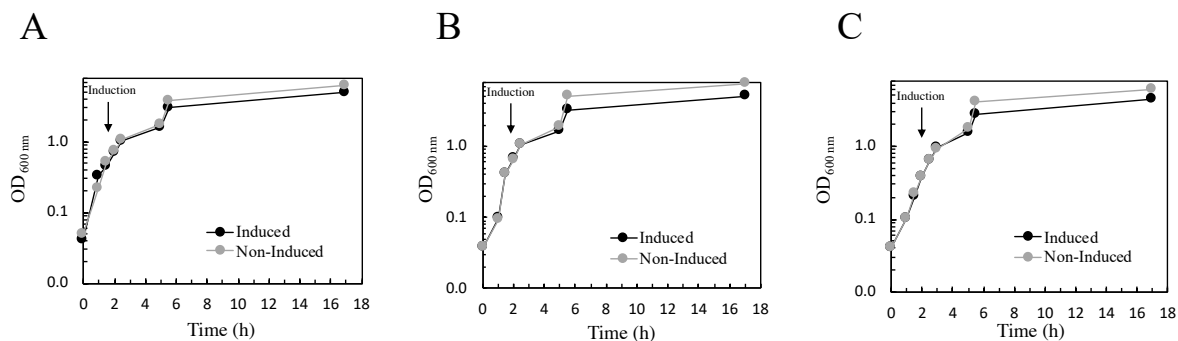 A
Induction
1.0
0.1
0.0
OD600 nm
Induced
Non-Induced
0 2 4 6 8 10 12 14 16 18
Time (h)
B
Induction
1.0
0.1
0.0
OD600 nm
Induced
Non-Induced
0 2 4 6 8 10 12 14 16 18
Time (h)
C
Induction
1.0
0.1
0.0
OD600 nm
Induced
Non-Induced
0 2 4 6 8 10 12 14 16 18
Time (h)